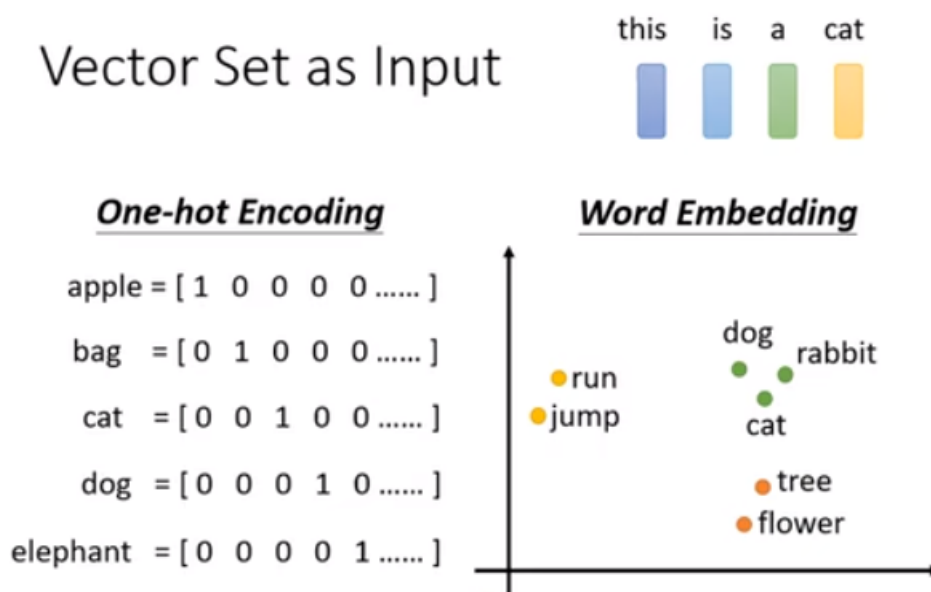 Vector Set as Input
this is a cat
One-hot Encoding
apple = [ 1 0 0 0 0 ...... ]
bag = [ 0 1 0 0 0 ...... ]
cat = [ 0 0 1 0 0 ...... ]
dog = [ 0 0 0 1 0 ...... ]
elephant = [ 0 0 0 0 1 ...... ]
Word Embedding
dog
rabbit
run
jump
cat
tree
flower